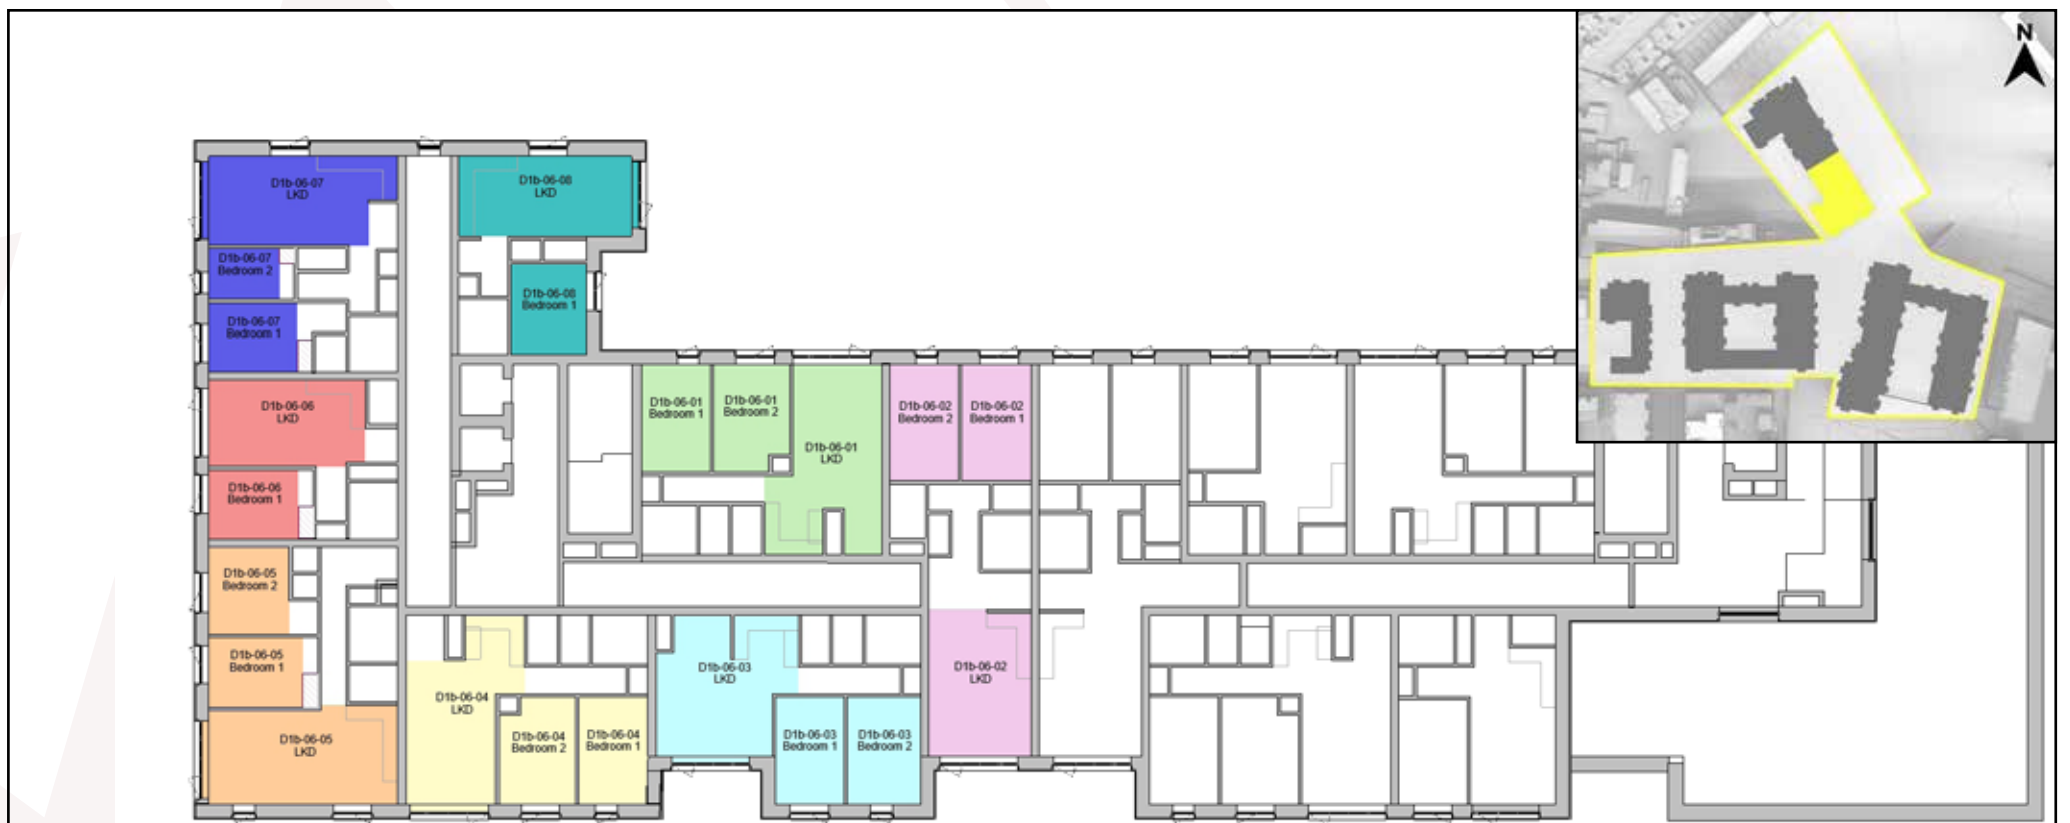 N
D1b-06-07
LKD
D1b-06-08
LKD
D1b-06-07
Bedroom 2
D1b-06-08
Bedroom 1
D1b-06-07
Bedroom 1
D1b-06-06
LKD
D1b-06-01
Bedroom 1
D1b-06-01
Bedroom 2
D1b-06-02
Bedroom 2
D1b-06-02
Bedroom 1
D1b-06-01
LKD
D1b-06-06
Bedroom 1
D1b-06-05
Bedroom 2
D1b-06-05
Bedroom 1
D1b-06-03
LKD
D1b-06-02
LKD
D1b-06-04
LKD
D1b-06-05
LKD
D1b-06-04
Bedroom 2
D1b-06-04
Bedroom 1
D1b-06-03
Bedroom 1
D1b-06-03
Bedroom 2